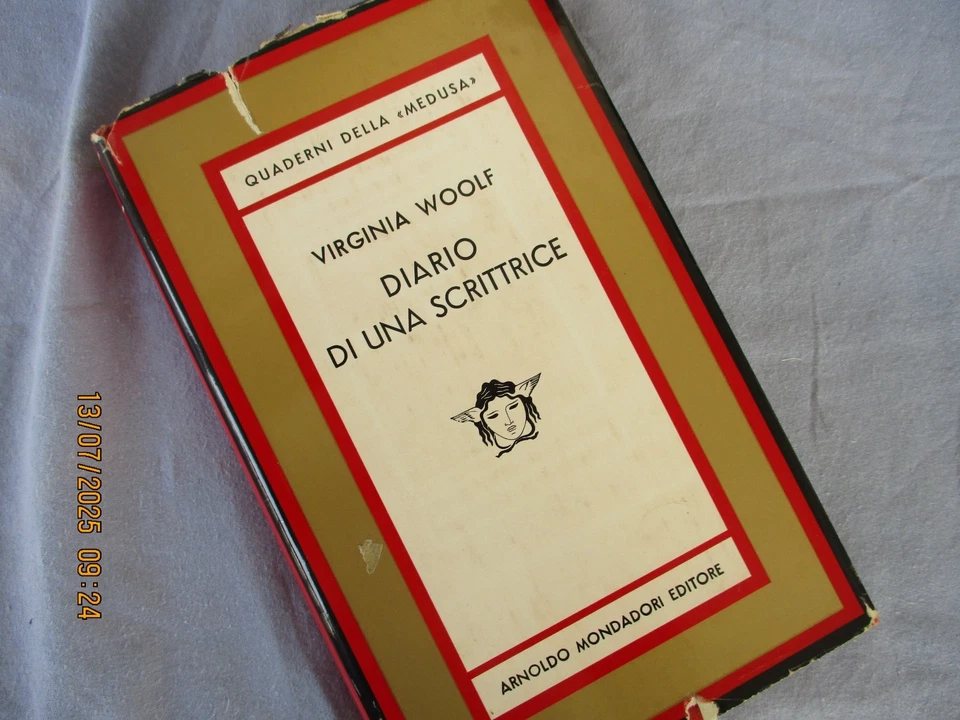 QUADERNI DELLA «MEDUSA»
VIRGINIA WOOLF
DIARIO
DI UNA SCRITTRICE
ARNOLDO MONDADORI EDITORE
13/07/2025 09:24